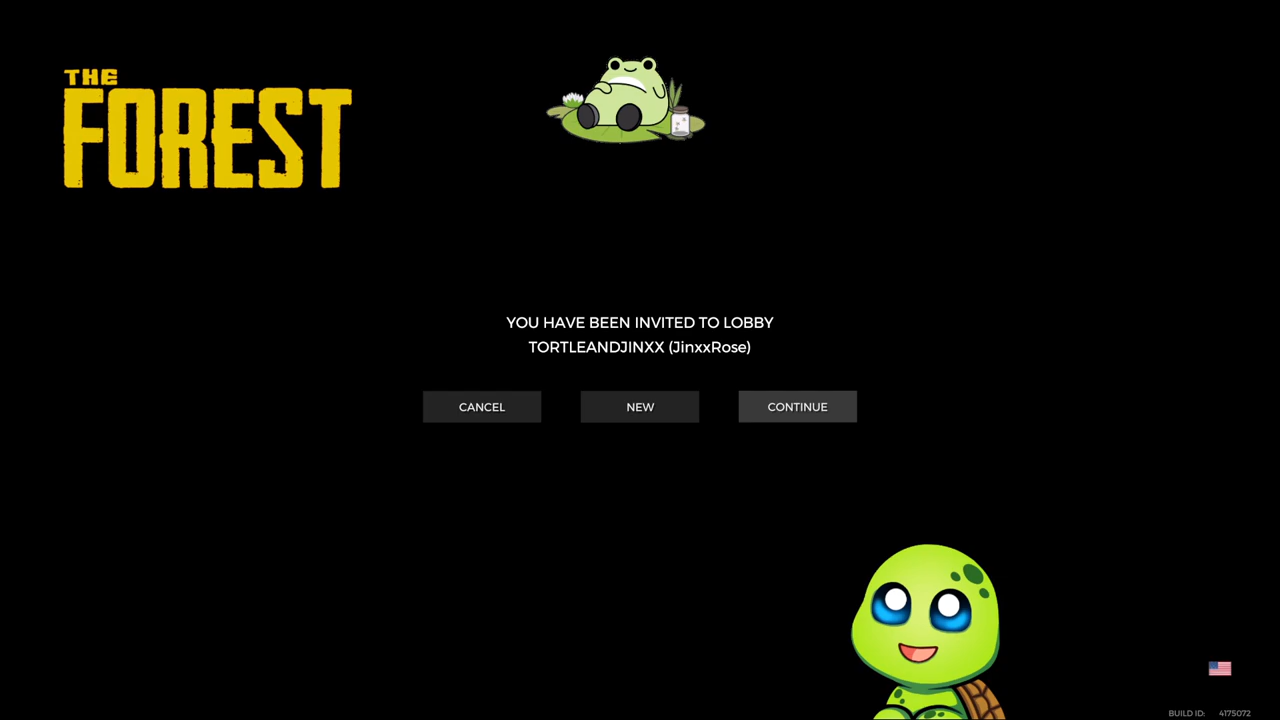 THE
FOREST
YOU HAVE BEEN INVITED TO LOBBY
TORTLEANDJINXX (JinxxRose)
CANCEL NEW CONTINUE
BUILD ID: 4175072